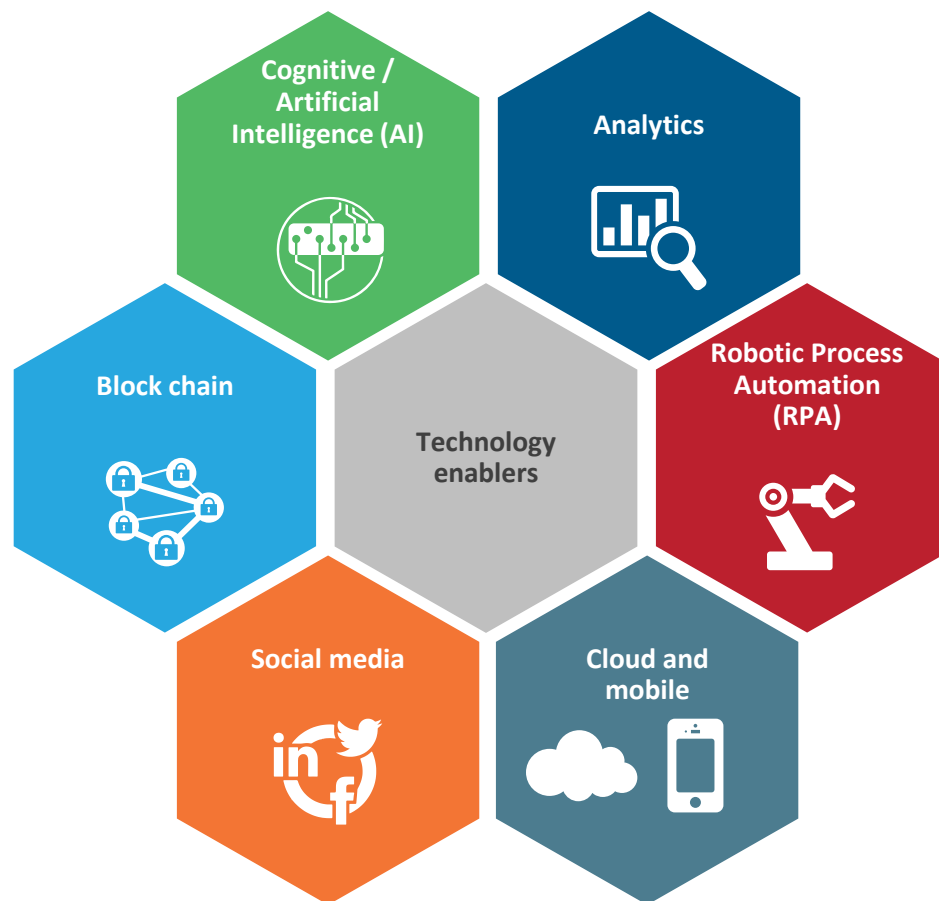 Cognitive /
Artificial
Intelligence (AI)
Analytics
Block chain
Technology
enablers
Robotic Process
Automation
(RPA)
Social media
in
f
Cloud and
mobile